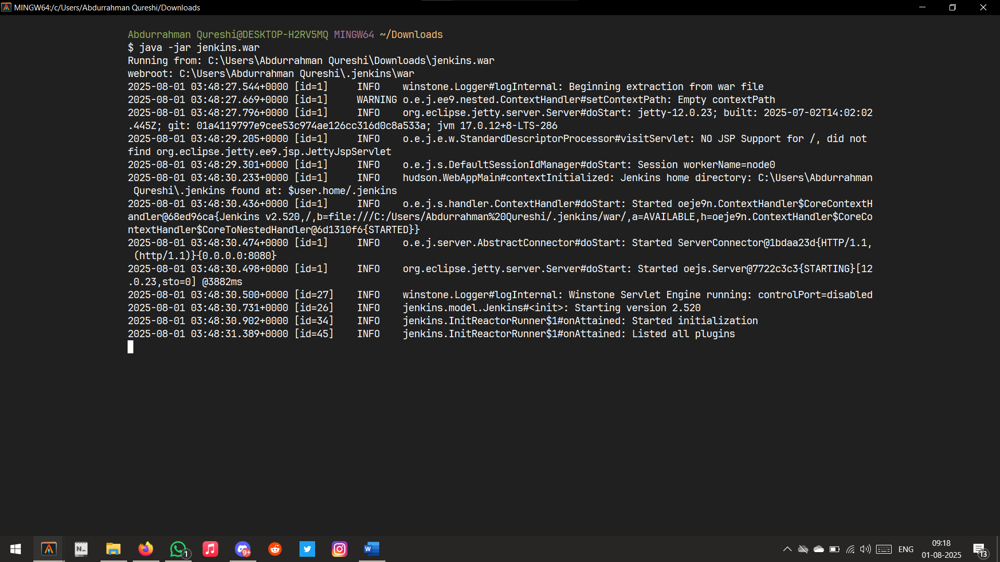 MINGW64:/c/Users/Abdurrahman Qureshi/Downloads
Abdurrahman Qureshi@DESKTOP-H2RV5MQ MINGW64 ~/Downloads
$ java -jar jenkins.war
Running from: C:\Users\Abdurrahman Qureshi\Downloads\jenkins.war
webroot: C:\Users\Abdurrahman Qureshi\.jenkins\war
2025-08-01 03:48:27.544+0000 [id=1]     INFO    winstone.Logger#logInternal: Beginning extraction from war file
2025-08-01 03:48:27.669+0000 [id=1]     WARNING o.e.j.ee9.nested.ContextHandler#setContextPath: Empty contextPath
2025-08-01 03:48:27.796+0000 [id=1]     INFO    org.eclipse.jetty.server.Server#doStart: jetty-12.0.23; built: 2025-07-02T14:02:02
.445Z; git: 01a4119797e9cee53c974ae126cc316d0c8a533a; jvm 17.0.12+8-LTS-286
2025-08-01 03:48:29.205+0000 [id=1]     INFO    o.e.j.e.w.StandardDescriptorProcessor#visitServlet: NO JSP Support for /, did not
find org.eclipse.jetty.ee9.jsp.JettyJspServlet
2025-08-01 03:48:29.301+0000 [id=1]     INFO    o.e.j.s.DefaultSessionIdManager#doStart: Session workerName=node0
2025-08-01 03:48:30.233+0000 [id=1]     INFO    hudson.WebAppMain#contextInitialized: Jenkins home directory: C:\Users\Abdurrahman
 Qureshi\.jenkins found at: $user.home/.jenkins
2025-08-01 03:48:30.436+0000 [id=1]     INFO    o.e.j.s.handler.ContextHandler#doStart: Started oeje9n.ContextHandler$CoreContextH
andler@68ed96ca{Jenkins v2.520,/,b=file:///C:/Users/Abdurrahman%20Qureshi/.jenkins/war/,a=AVAILABLE,h=oeje9n.ContextHandler$CoreCo
ntextHandler$CoreToNestedHandler@6d1310f6{STARTED}}
2025-08-01 03:48:30.474+0000 [id=1]     INFO    o.e.j.server.AbstractConnector#doStart: Started ServerConnector@1bdaa23d{HTTP/1.1,
 (http/1.1)}{0.0.0.0:8080}
2025-08-01 03:48:30.498+0000 [id=1]     INFO    org.eclipse.jetty.server.Server#doStart: Started oejs.Server@7722c3c3{STARTING}[12
.0.23,sto=0] @3882ms
2025-08-01 03:48:30.500+0000 [id=27]    INFO    winstone.Logger#logInternal: Winstone Servlet Engine running: controlPort=disabled
2025-08-01 03:48:30.731+0000 [id=26]    INFO    jenkins.model.Jenkins#<init>: Starting version 2.520
2025-08-01 03:48:30.902+0000 [id=34]    INFO    jenkins.InitReactorRunner$1#onAttained: Started initialization
2025-08-01 03:48:31.389+0000 [id=45]    INFO    jenkins.InitReactorRunner$1#onAttained: Listed all plugins
N_
1
9+
W
ENG
09:18
01-08-2025
13